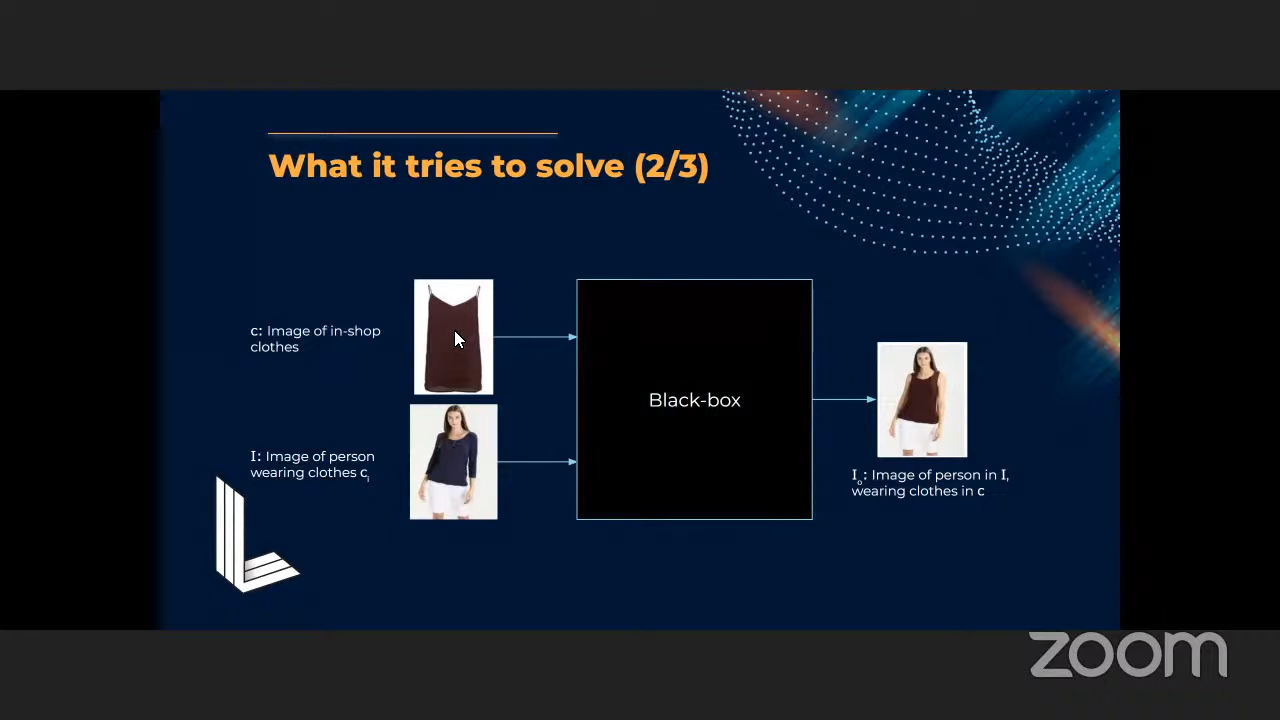 What it tries to solve (2/3)
c: Image of in-shop
clothes
I: Image of person
wearing clothes cᵢ
Black-box
Iₒ: Image of person in I,
wearing clothes in c
zoom